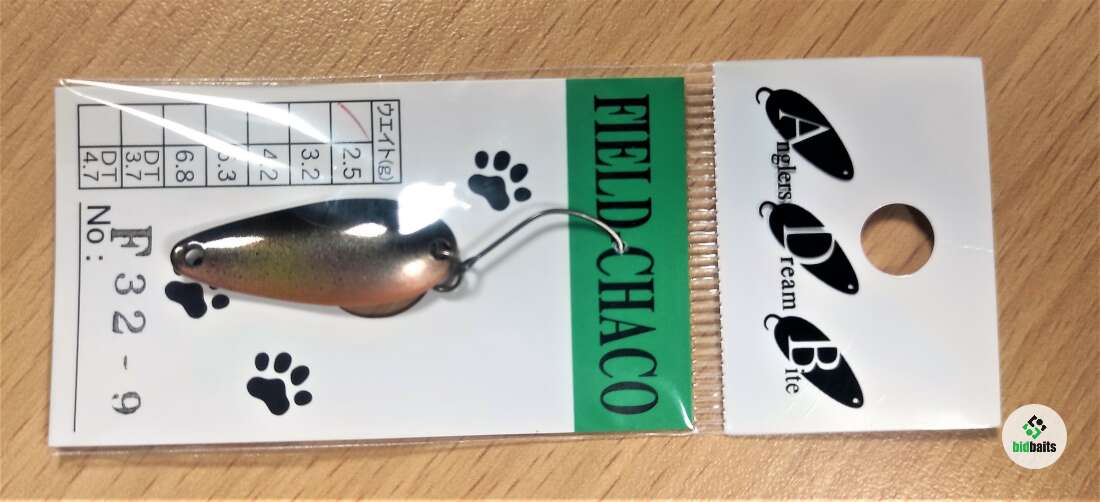 Anglers
Dream
Bite
FIELD CHACO
ウエイト(g)
2.5
3.2
4.2
6.8
DT
3.7
DT
4.7
No: F32-9
bidbaits